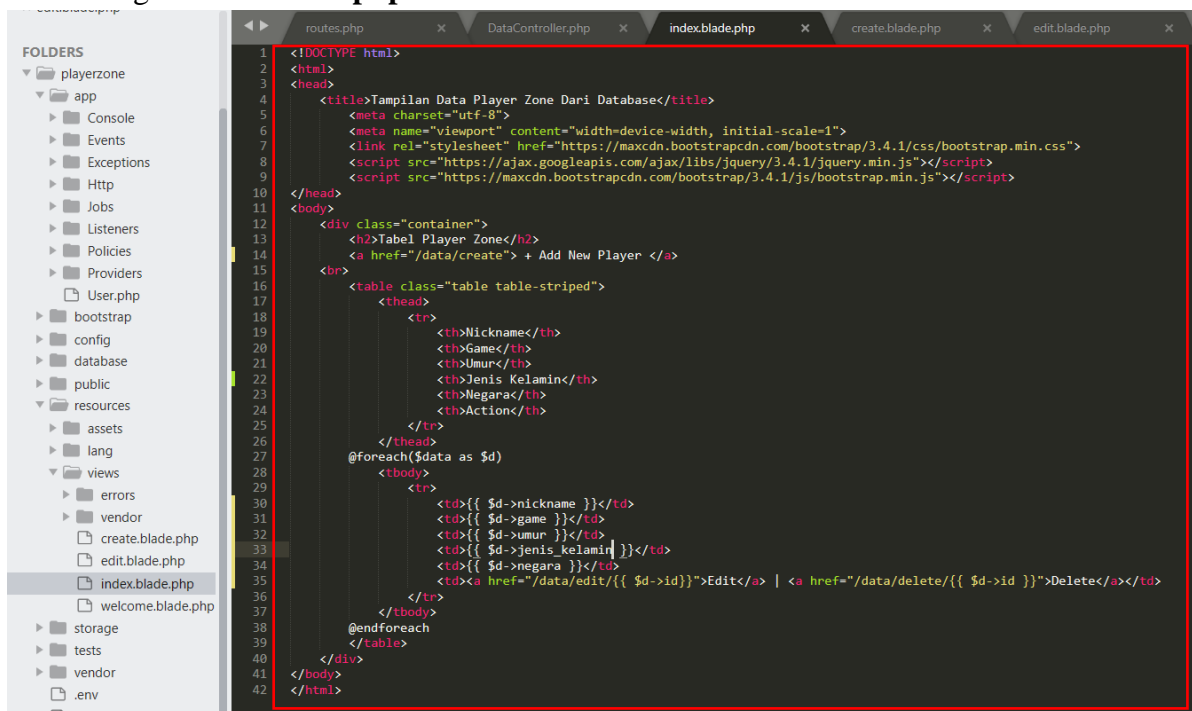 routes.php × DataController.php × index.blade.php × create.blade.php × edit.blade.php ×
FOLDERS
playerzone
app
Console
Events
Exceptions
Http
Jobs
Listeners
Policies
Providers
User.php
bootstrap
config
database
public
resources
assets
lang
views
errors
vendor
create.blade.php
edit.blade.php
index.blade.php
welcome.blade.php
storage
tests
vendor
.env
1 <!DOCTYPE html>
2 <html>
3 <head>
4 <title>Tampilan Data Player Zone Dari Database</title>
5 <meta charset="utf-8">
6 <meta name="viewport" content="width=device-width, initial-scale=1">
7 <link rel="stylesheet" href="https://maxcdn.bootstrapcdn.com/bootstrap/3.4.1/css/bootstrap.min.css">
8 <script src="https://ajax.googleapis.com/ajax/libs/jquery/3.4.1/jquery.min.js"></script>
9 <script src="https://maxcdn.bootstrapcdn.com/bootstrap/3.4.1/js/bootstrap.min.js"></script>
10 </head>
11 <body>
12 <div class="container">
13 <h2>Tabel Player Zone</h2>
14 <a href="/data/create"> + Add New Player </a>
15 <br>
16 <table class="table table-striped">
17 <thead>
18 <tr>
19 <th>Nickname</th>
20 <th>Game</th>
21 <th>Umur</th>
22 <th>Jenis Kelamin</th>
23 <th>Negara</th>
24 <th>Action</th>
25 </tr>
26 </thead>
27 @foreach($data as $d)
28 <tbody>
29 <tr>
30 <td>{{ $d->nickname }}</td>
31 <td>{{ $d->game }}</td>
32 <td>{{ $d->umur }}</td>
33 <td>{{ $d->jenis_kelamin }}</td>
34 <td>{{ $d->negara }}</td>
35 <td><a href="/data/edit/{{ $d->id}}">Edit</a> | <a href="/data/delete/{{ $d->id }}">Delete</a></td>
36 </tr>
37 </tbody>
38 @endforeach
39 </table>
40 </div>
41 </body>
42 </html>